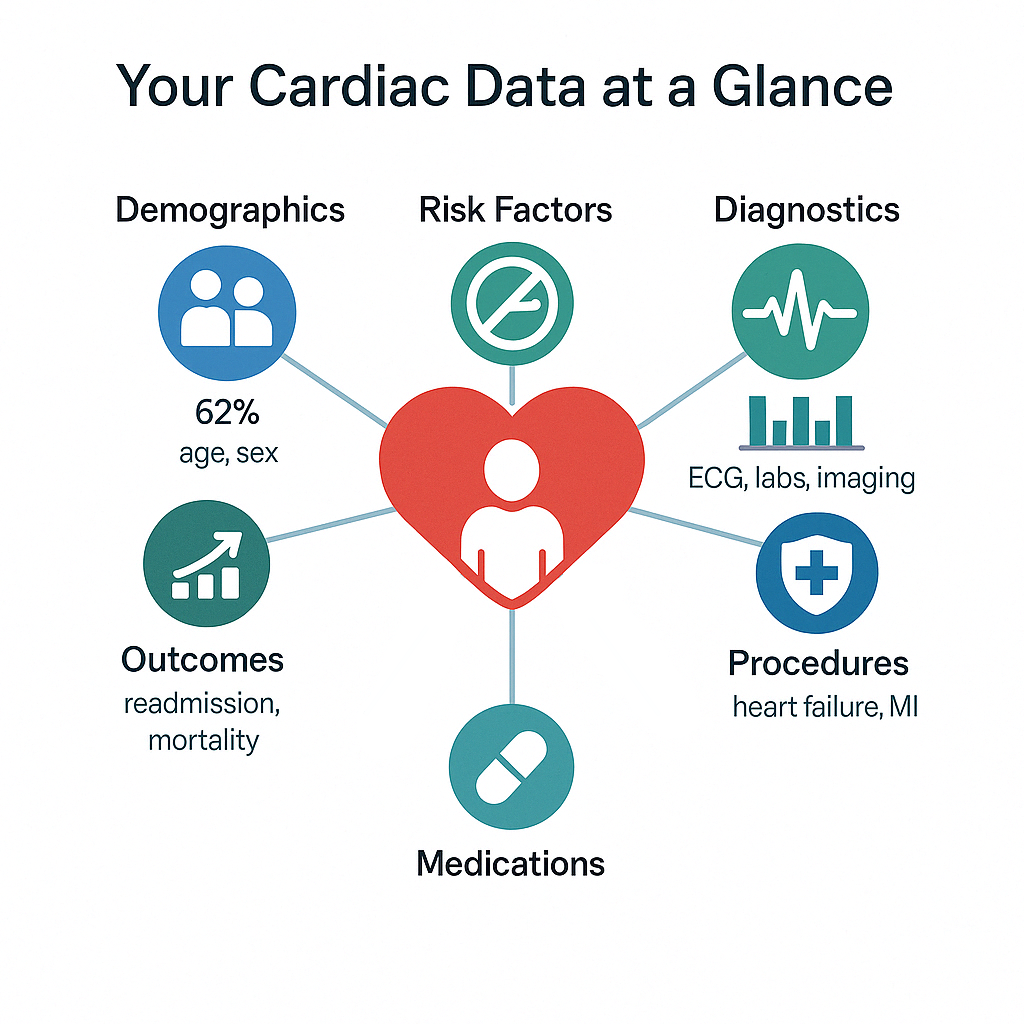 Your Cardiac Data at a Glance
Demographics
Risk Factors
Diagnostics
62%
age, sex
ECG, labs, imaging
Outcomes
readmission,
mortality
Procedures
heart failure, MI
Medications